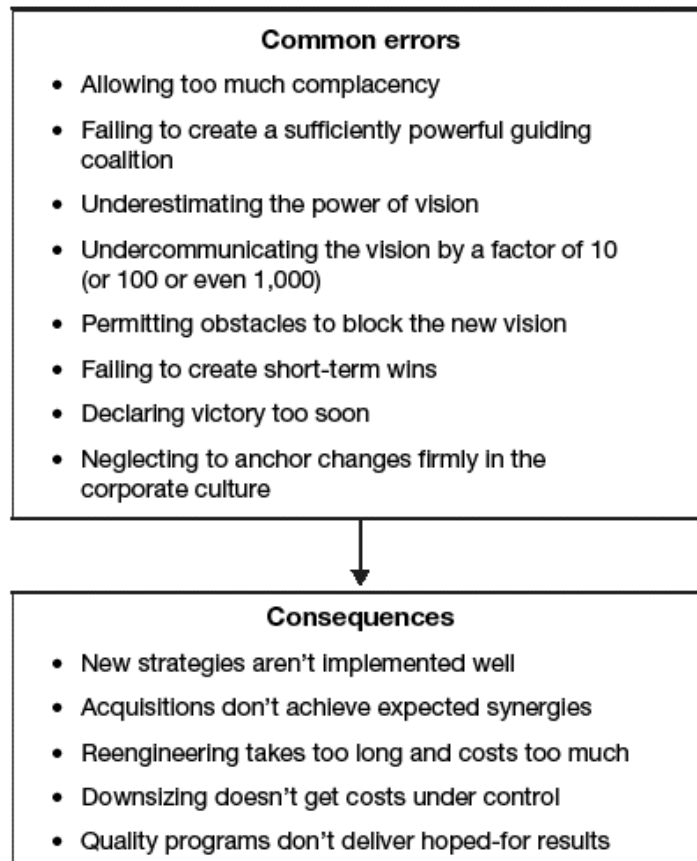 Common errors
• Allowing too much complacency
• Failing to create a sufficiently powerful guiding
coalition
• Underestimating the power of vision
• Undercommunicating the vision by a factor of 10
(or 100 or even 1,000)
• Permitting obstacles to block the new vision
• Failing to create short-term wins
• Declaring victory too soon
• Neglecting to anchor changes firmly in the
corporate culture
Consequences
• New strategies aren't implemented well
• Acquisitions don't achieve expected synergies
• Reengineering takes too long and costs too much
• Downsizing doesn't get costs under control
• Quality programs don't deliver hoped-for results